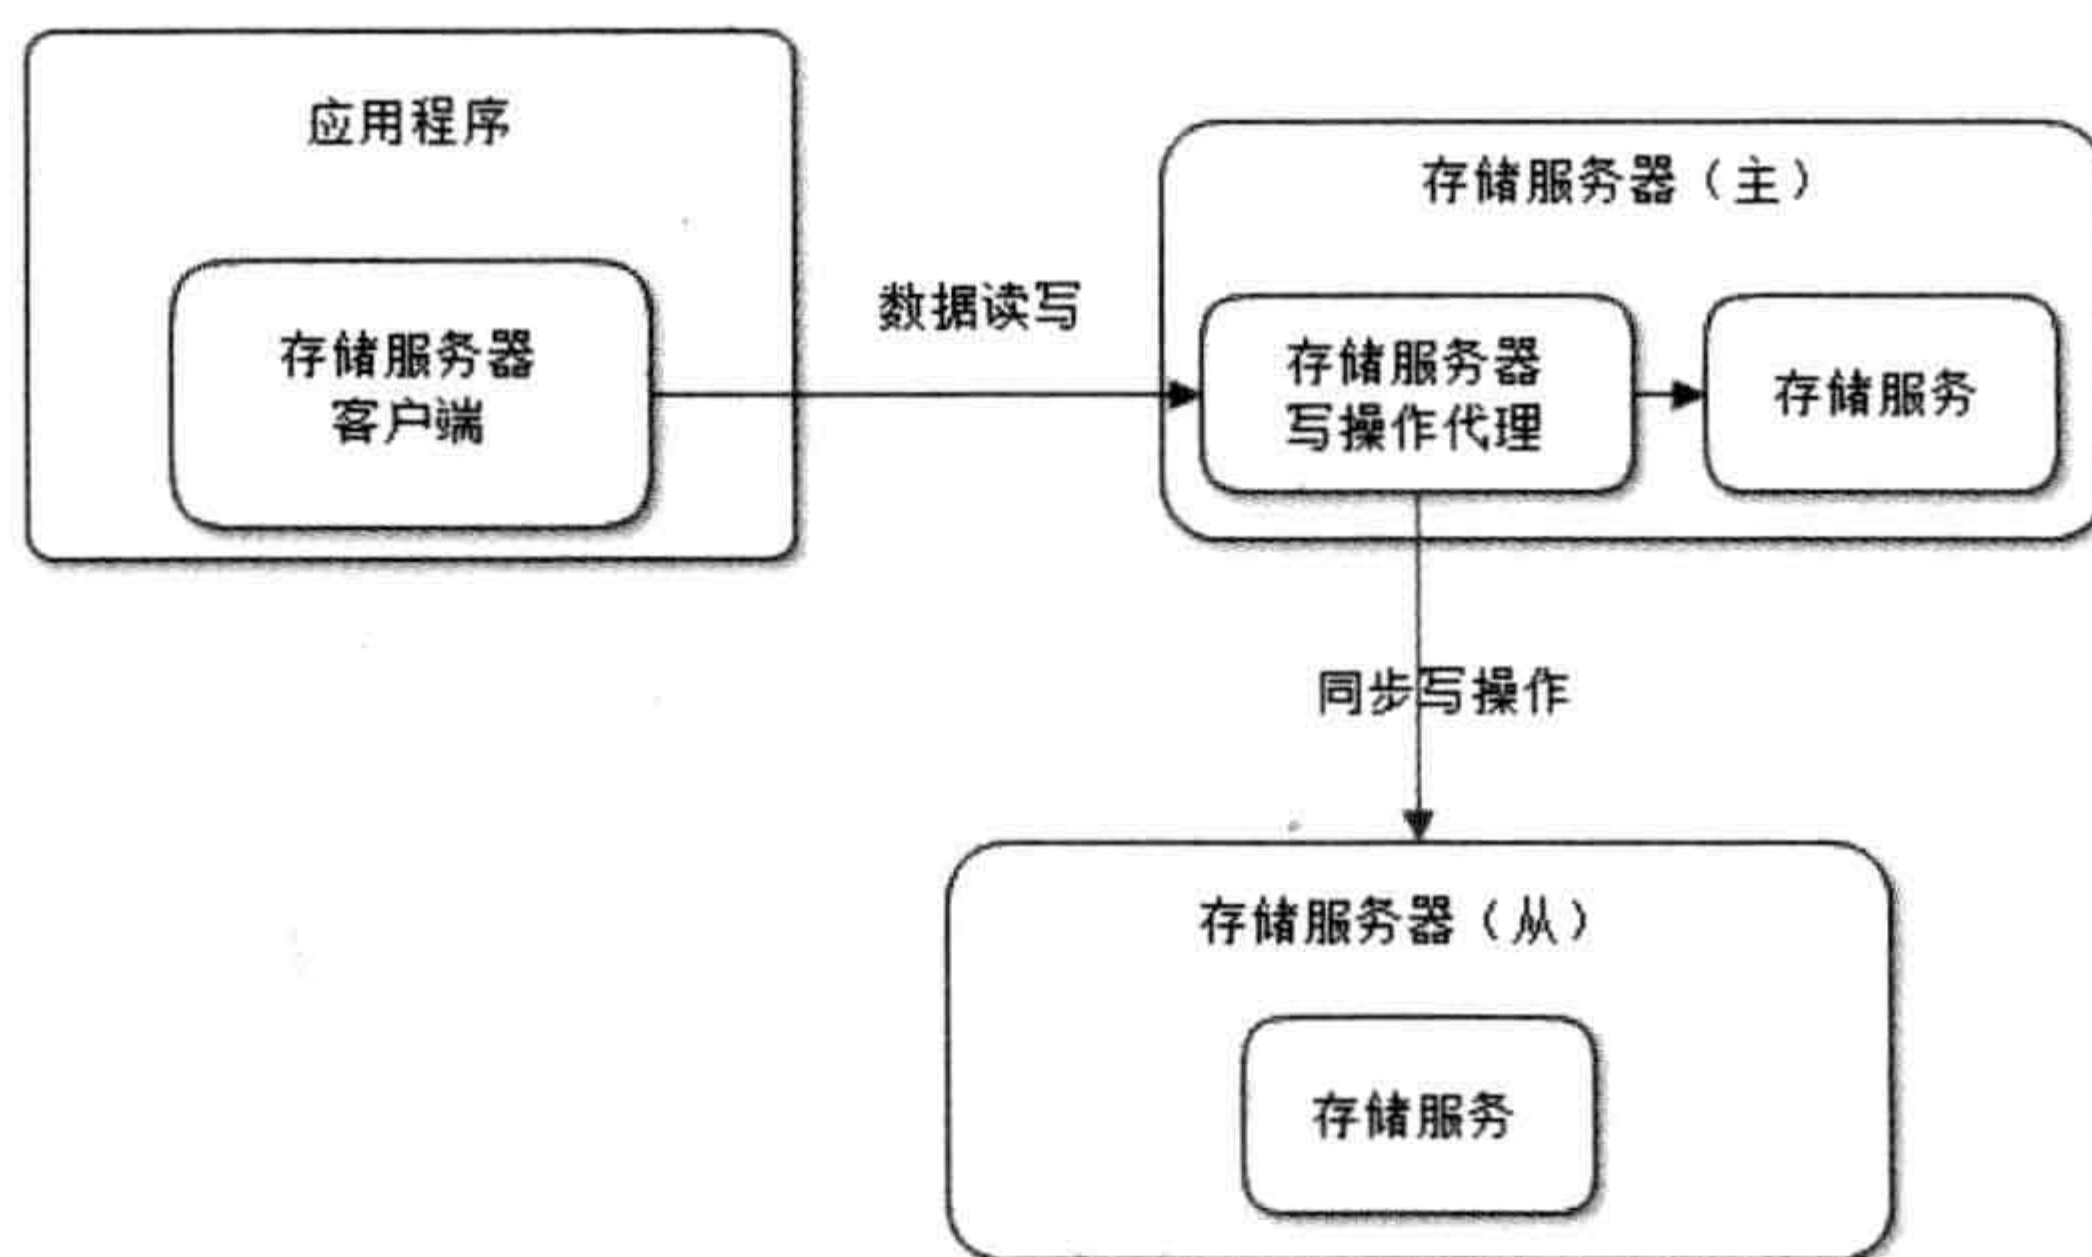 应用程序
存储服务器(主)
数据读写
存储服务器
客户端
存储服务器
写操作代理
存储服务
同步写操作
存储服务器(从)
存储服务